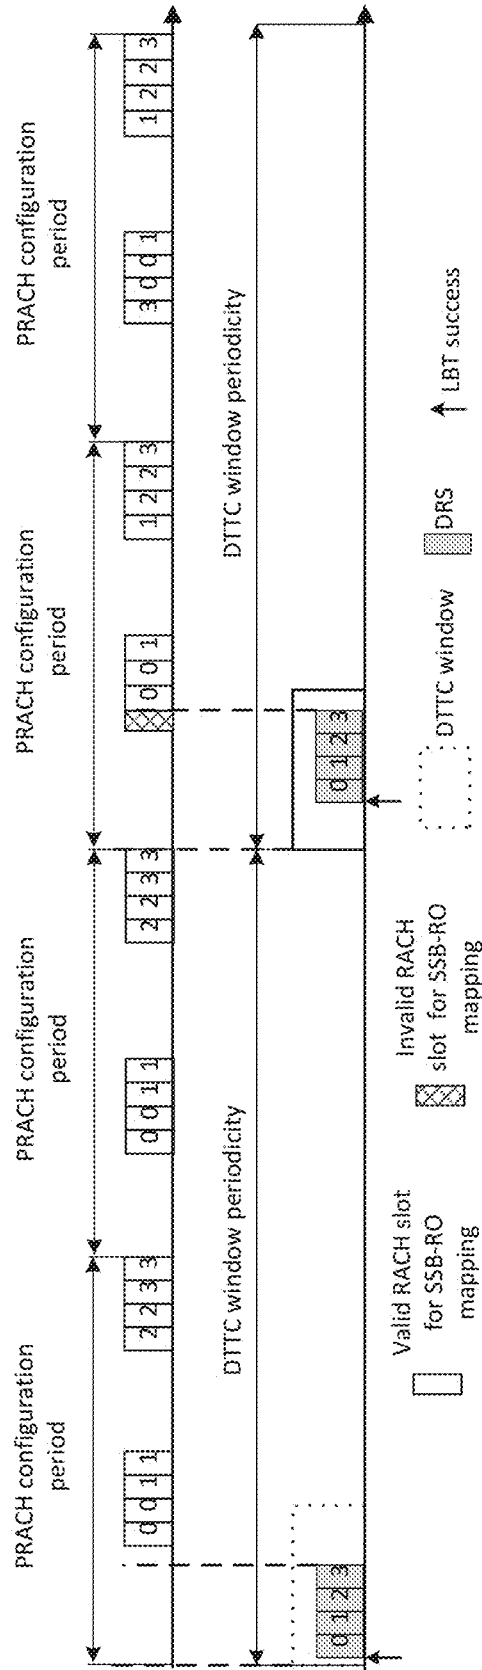 PRACH configuration
period
PRACH configuration
period
PRACH configuration
period
PRACH configuration
period
0 0 1 1
2 2 3 3
0 0 1 1
2 2 3 3
0 0 1
1 2 2 3
3 0 0 1
1 2 2 3
DTTC window periodicity
DTTC window periodicity
0 1 2 3
0 1 2 3
Valid RACH slot
for SSB-RO
mapping
Invalid RACH
slot for SSB-RO
mapping
DTTC window
DRS
LBT success